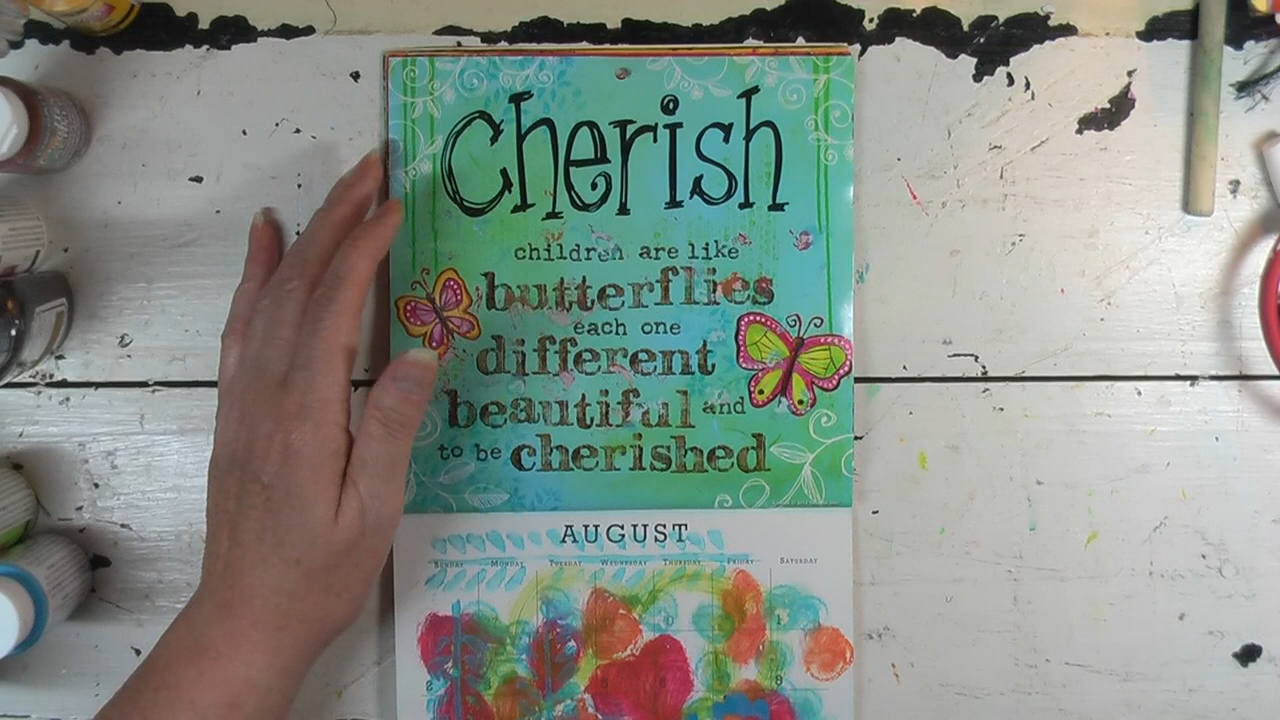 Cherish
children are like
butterflies
each one
different
beautiful and
to be cherished
AUGUST
SUNDAY MONDAY TUESDAY WEDNESDAY THURSDAY FRIDAY SATURDAY